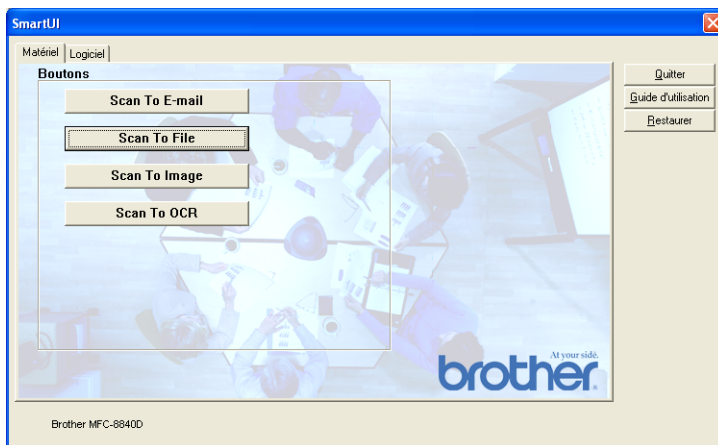 SmartUI
Matériel
Logiciel
Boutons
Scan To E-mail
Scan To File
Scan To Image
Scan To OCR
Quitter
Guide d'utilisation
Restaurer
At your side.
brother
Brother MFC-8840D